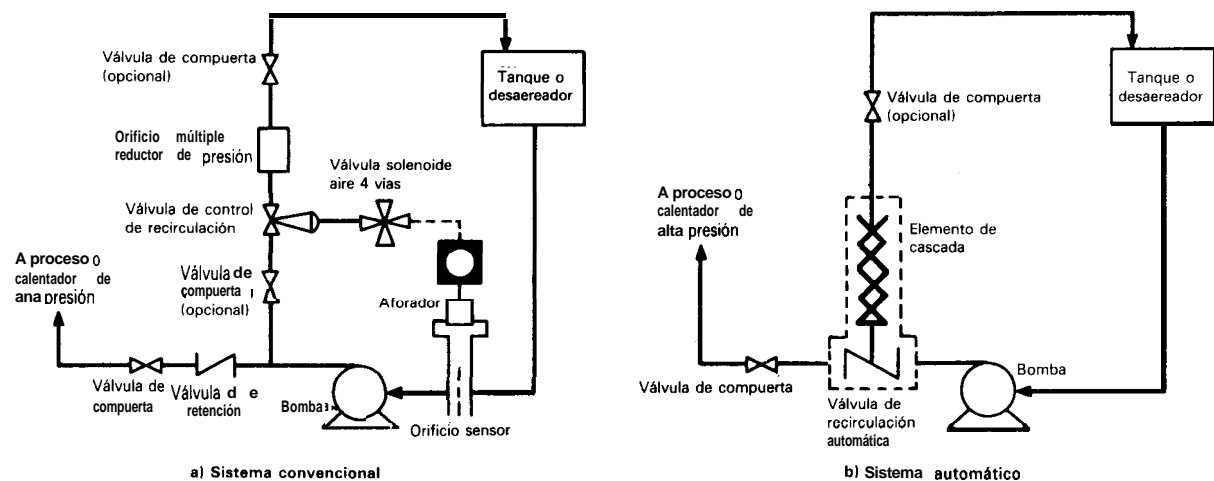 Válvula de compuerta
(opcional)
Tanque o
desaereador
Orificio múltiple
reductor de presión
Válvula solenoide
aire 4 vías
Válvula de control
de recirculación
A proceso o
calentador de
ana presión
Válvula de
compuerta
(opcional)
Aforador
Válvula de
compuerta
Válvula d e
retención
Bomba
Orificio sensor
a) Sistema convencional
Tanque o
desaereador
Válvula de compuerta
(opcional)
A proceso o
calentador de
alta presión
Elemento de
cascada
Válvula de compuerta
Bomba
Válvula de
recirculación
automática
b) Sistema automático